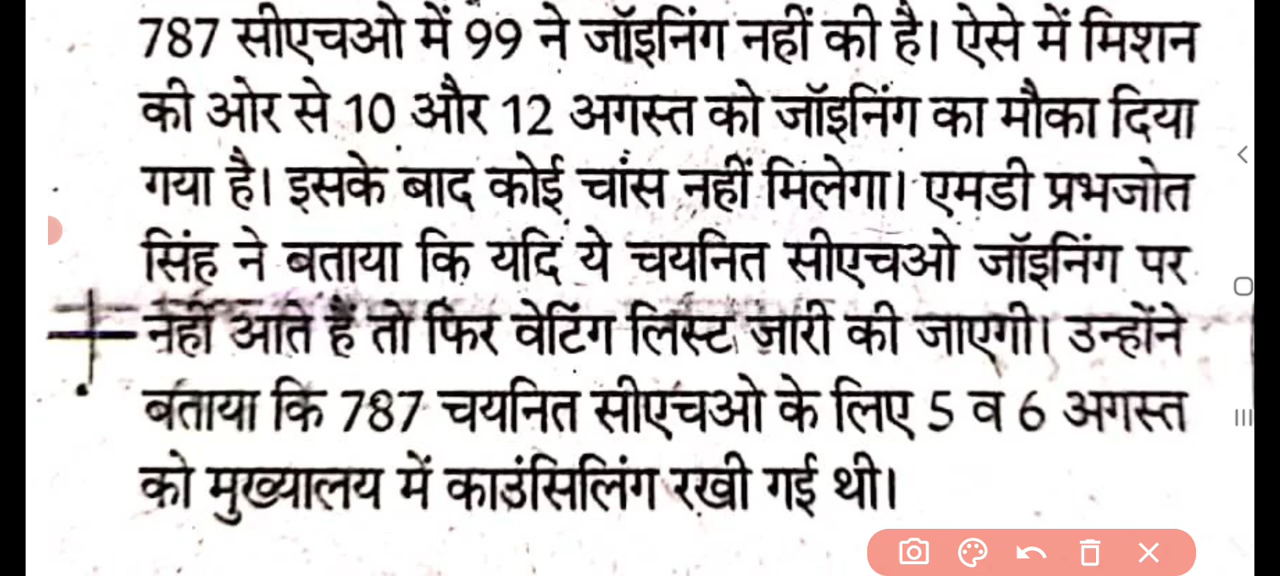 787 सीएचओ में 99 ने जॉइनिंग नहीं की है। ऐसे में मिशन
की ओर से 10 और 12 अगस्त को जॉइनिंग का मौका दिया
गया है। इसके बाद कोई चांस नहीं मिलेगा। एमडी प्रभजोत
सिंह ने बताया कि यदि ये चयनित सीएचओ जॉइनिंग पर
नहीं आते हैं तो फिर वेटिंग लिस्ट जारी की जाएगी। उन्होंने
बताया कि 787 चयनित सीएचओ के लिए 5 व 6 अगस्त
को मुख्यालय में काउंसिलिंग रखी गई थी।